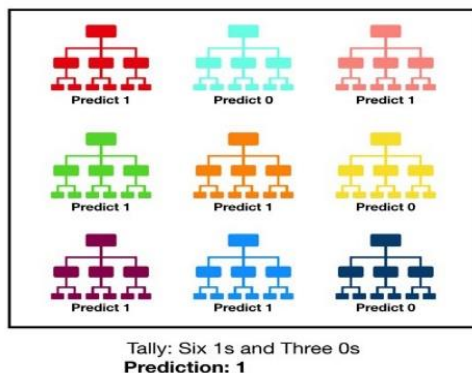 Predict 1 Predict 0 Predict 1
Predict 1 Predict 1 Predict 0
Predict 1 Predict 1 Predict 0
Tally: Six 1s and Three 0s
Prediction: 1